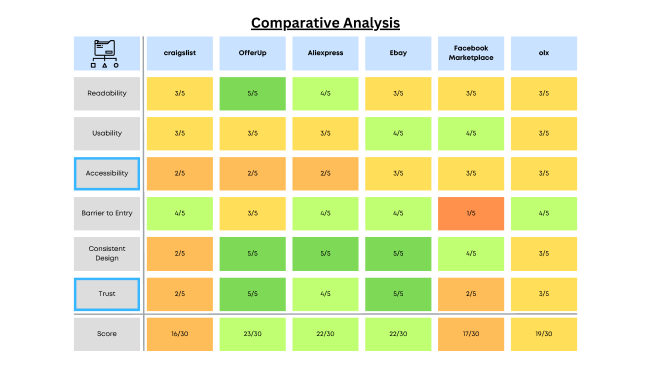 Comparative Analysis
craigslist OfferUp Aliexpress Ebay Facebook Marketplace olx
Readability 3/5 5/5 4/5 3/5 3/5 3/5
Usability 3/5 3/5 3/5 4/5 4/5 3/5
Accessibility 2/5 2/5 2/5 3/5 3/5 3/5
Barrier to Entry 4/5 3/5 4/5 4/5 1/5 4/5
Consistent Design 2/5 5/5 5/5 5/5 4/5 3/5
Trust 2/5 5/5 4/5 5/5 2/5 3/5
Score 16/30 23/30 22/30 22/30 17/30 19/30